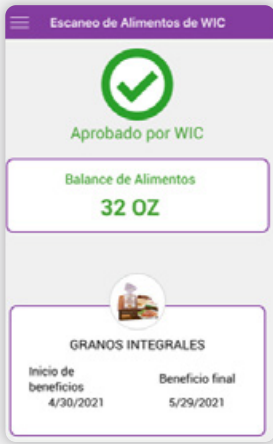 Escaneo de Alimentos de WIC
Aprobado por WIC
Balance de Alimentos
32 OZ
GRANOS INTEGRALES
Inicio de
beneficios
4/30/2021
Beneficio final
5/29/2021